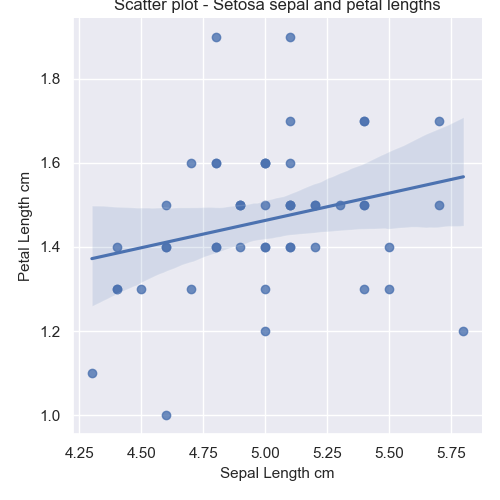 Scatter plot - Setosa sepal and petal lengths
1.8
1.6
1.4
1.2
1.0
Petal Length cm
4.25 4.50 4.75 5.00 5.25 5.50 5.75
Sepal Length cm